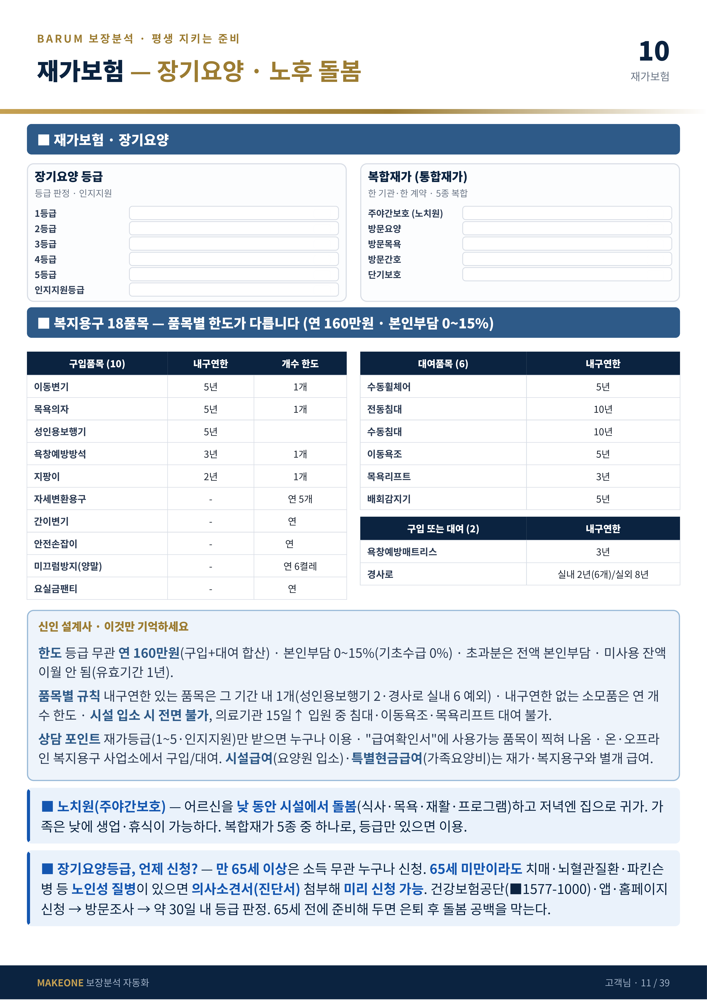 BARUM 보장분석 · 평생 지키는 준비
재가보험 — 장기요양 · 노후 돌봄
10
재가보험
■ 재가보험 · 장기요양
장기요양 등급
등급 판정 · 인지지원
1등급
2등급
3등급
4등급
5등급
인지지원등급
복합재가 (통합재가)
한 기관·한 계약 · 5종 복합
주야간보호 (노치원)
방문요양
방문목욕
방문간호
단기보호
■ 복지용구 18품목 — 품목별 한도가 다릅니다 (연 160만원 · 본인부담 0~15%)
구입품목 (10) 내구연한 개수 한도
이동변기 5년 1개
목욕의자 5년 1개
성인용보행기 5년
욕창예방방석 3년 1개
지팡이 2년 1개
자세변환용구 - 연 5개
간이변기 - 연
안전손잡이 - 연
미끄럼방지(양말) - 연 6켤레
요실금팬티 - 연
대여품목 (6) 내구연한
수동휠체어 5년
전동침대 10년
수동침대 10년
이동욕조 5년
목욕리프트 3년
배회감지기 5년
구입 또는 대여 (2) 내구연한
욕창예방매트리스 3년
경사로 실내 2년(6개)/실외 8년
신인 설계사 · 이것만 기억하세요
한도 등급 무관 연 160만원(구입+대여 합산) · 본인부담 0~15%(기초수급 0%) · 초과분은 전액 본인부담 · 미사용 잔액
이월 안 됨(유효기간 1년).
품목별 규칙 내구연한 있는 품목은 그 기간 내 1개(성인용보행기 2·경사로 실내 6 예외) · 내구연한 없는 소모품은 연 개
수 한도 · 시설 입소 시 전면 불가, 의료기관 15일↑ 입원 중 침대·이동욕조·목욕리프트 대여 불가.
상담 포인트 재가등급(1~5·인지지원)만 받으면 누구나 이용 · "급여확인서"에 사용가능 품목이 찍혀 나옴 · 온·오프라
인 복지용구 사업소에서 구입/대여. 시설급여(요양원 입소)·특별현금급여(가족요양비)는 재가·복지용구와 별개 급여.
■ 노치원(주야간보호) — 어르신을 낮 동안 시설에서 돌봄(식사·목욕·재활·프로그램)하고 저녁엔 집으로 귀가. 가
족은 낮에 생업·휴식이 가능하다. 복합재가 5종 중 하나로, 등급만 있으면 이용.
■ 장기요양등급, 언제 신청? — 만 65세 이상은 소득 무관 누구나 신청. 65세 미만이라도 치매·뇌혈관질환·파킨슨
병 등 노인성 질병이 있으면 의사소견서(진단서) 첨부해 미리 신청 가능. 건강보험공단(■1577-1000)·앱·홈페이지
신청 → 방문조사 → 약 30일 내 등급 판정. 65세 전에 준비해 두면 은퇴 후 돌봄 공백을 막는다.
MAKEONE 보장분석 자동화
고객님 · 11 / 39